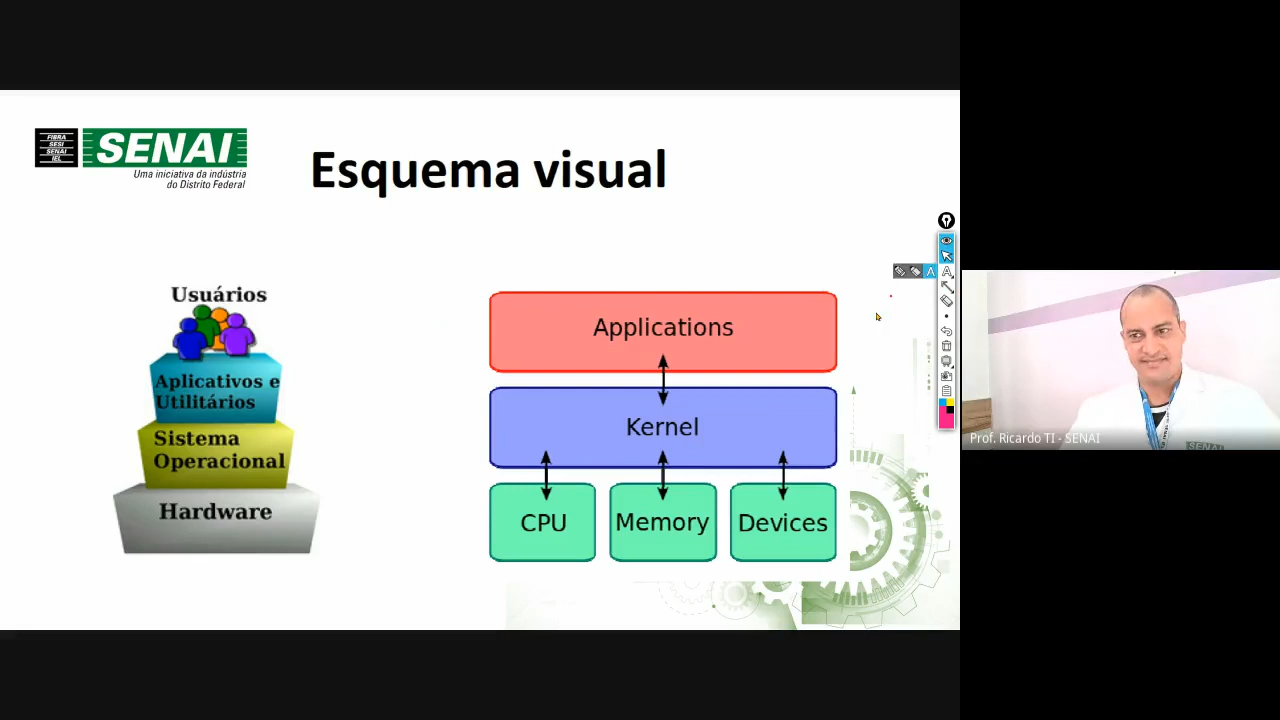 FIBRA
SESI
SENAI
IEL
SENAI
Uma iniciativa da indústria
do Distrito Federal
Esquema visual
Usuários
Aplicativos e
Utilitários
Sistema
Operacional
Hardware
Applications
Kernel
CPU
Memory
Devices
A
A
Prof. Ricardo TI - SENAI
SENAI